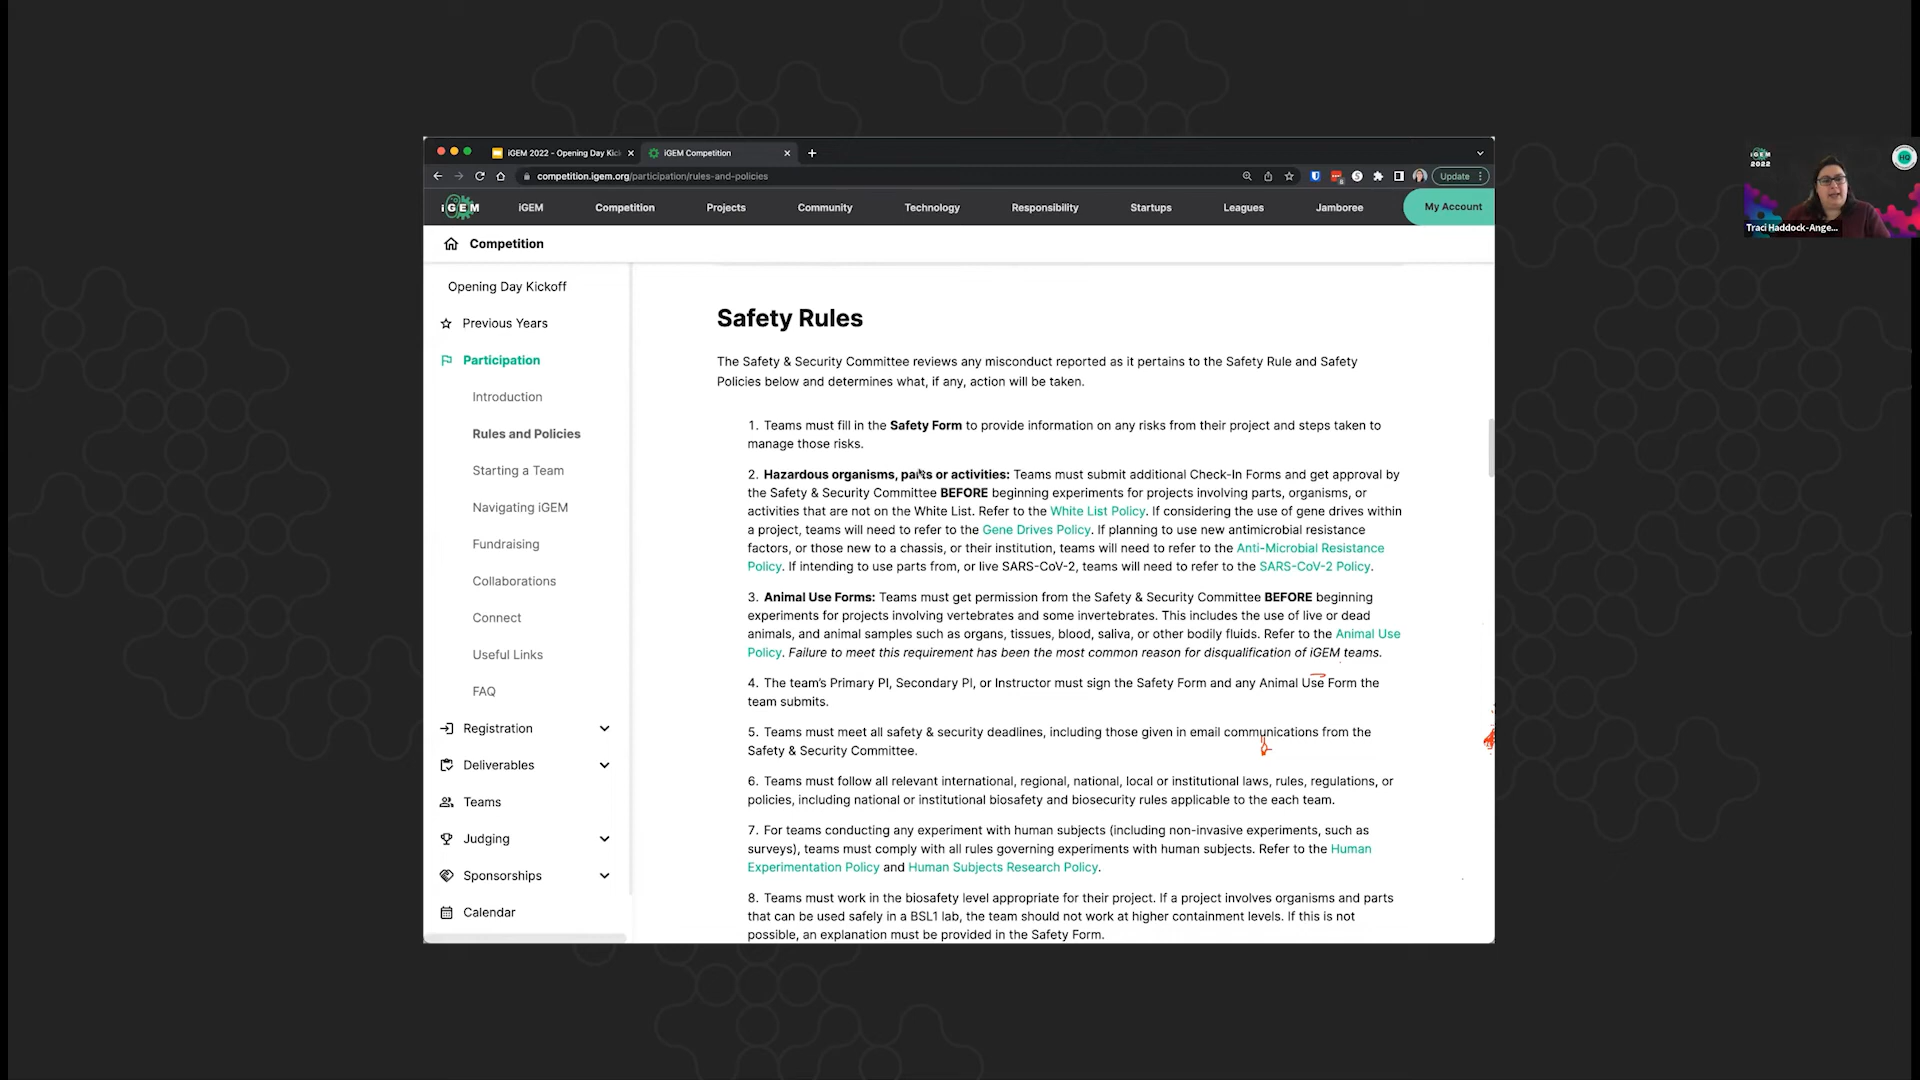 iGEM 2022 - Opening Day Kic
iGEM Competition
competition.igem.org/participation/rules-and-policies
Update
iGEM
iGEM
Competition
Projects
Community
Technology
Responsibility
Startups
Leagues
Jamboree
My Account
Competition
Opening Day Kickoff
Previous Years
Participation
Introduction
Rules and Policies
Starting a Team
Navigating iGEM
Fundraising
Collaborations
Connect
Useful Links
FAQ
Registration
Deliverables
Teams
Judging
Sponsorships
Calendar
Safety Rules
The Safety & Security Committee reviews any misconduct reported as it pertains to the Safety Rule and Safety
Policies below and determines what, if any, action will be taken.
1. Teams must fill in the Safety Form to provide information on any risks from their project and steps taken to
manage those risks.
2. Hazardous organisms, parts or activities: Teams must submit additional Check-In Forms and get approval by
the Safety & Security Committee BEFORE beginning experiments for projects involving parts, organisms, or
activities that are not on the White List. Refer to the White List Policy. If considering the use of gene drives within
a project, teams will need to refer to the Gene Drives Policy. If planning to use new antimicrobial resistance
factors, or those new to a chassis, or their institution, teams will need to refer to the Anti-Microbial Resistance
Policy. If intending to use parts from, or live SARS-CoV-2, teams will need to refer to the SARS-CoV-2 Policy.
3. Animal Use Forms: Teams must get permission from the Safety & Security Committee BEFORE beginning
experiments for projects involving vertebrates and some invertebrates. This includes the use of live or dead
animals, and animal samples such as organs, tissues, blood, saliva, or other bodily fluids. Refer to the Animal Use
Policy. Failure to meet this requirement has been the most common reason for disqualification of iGEM teams.
4. The team's Primary PI, Secondary PI, or Instructor must sign the Safety Form and any Animal Use Form the
team submits.
5. Teams must meet all safety & security deadlines, including those given in email communications from the
Safety & Security Committee.
6. Teams must follow all relevant international, regional, national, local or institutional laws, rules, regulations, or
policies, including national or institutional biosafety and biosecurity rules applicable to the each team.
7. For teams conducting any experiment with human subjects (including non-invasive experiments, such as
surveys), teams must comply with all rules governing experiments with human subjects. Refer to the Human
Experimentation Policy and Human Subjects Research Policy.
8. Teams must work in the biosafety level appropriate for their project. If a project involves organisms and parts
that can be used safely in a BSL1 lab, the team should not work at higher containment levels. If this is not
possible, an explanation must be provided in the Safety Form.
iGEM
2022
HQ
Traci Haddock-Ange...